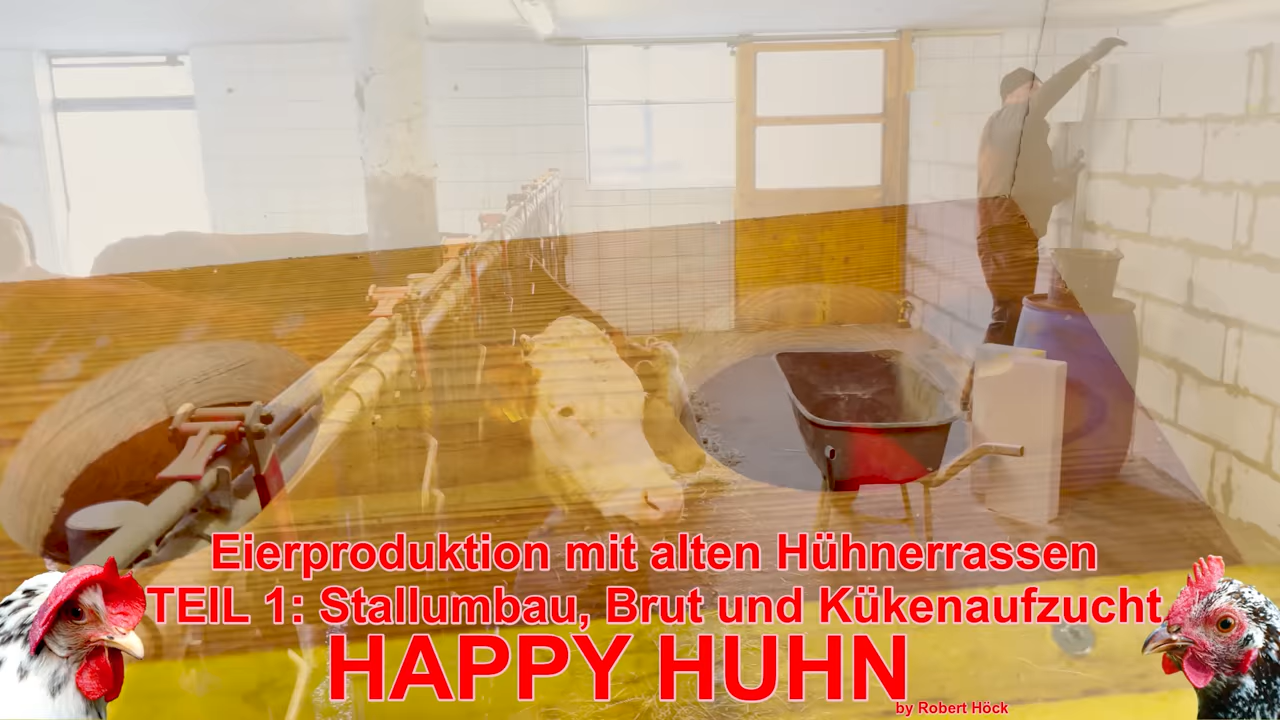 Eierproduktion mit alten Hühnerrassen
TEIL 1: Stallumbau, Brut und Kükenaufzucht
HAPPY HUHN
by Robert Höck